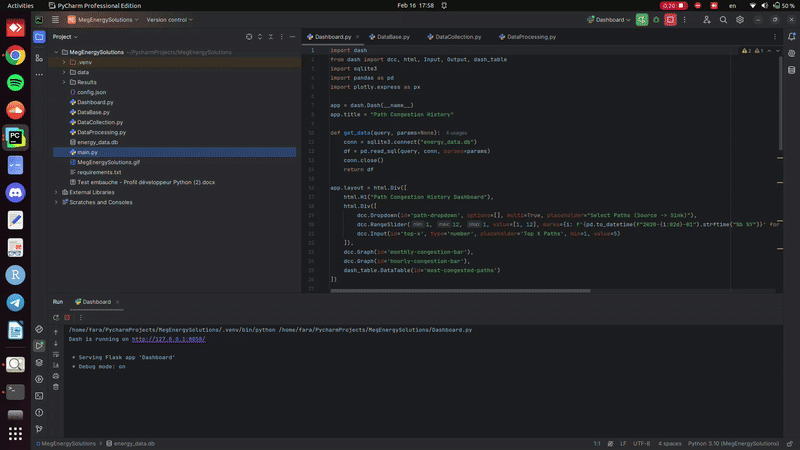 Activities
PyCharm Professional Edition
Feb 16 17:58
0:20
en
50 %
MegEnergySolutions
Version control
Dashboard
Project
Dashboard.py
DataBase.py
DataCollection.py
DataProcessing.py
MegEnergySolutions ~/PycharmProjects/MegEnergySolutions
.venv
data
Results
config.json
Dashboard.py
DataBase.py
DataCollection.py
DataProcessing.py
energy_data.db
main.py
MegEnergySolutions.gif
requirements.txt
Test embauche - Profil développeur Python (2).docx
External Libraries
Scratches and Consoles
import dash
from dash import dcc, html, Input, Output, dash_table
import sqlite3
import pandas as pd
import plotly.express as px
app = dash.Dash(__name__)
app.title = "Path Congestion History"
def get_data(query, params=None):
conn = sqlite3.connect("energy_data.db")
df = pd.read_sql(query, conn, params=params)
conn.close()
return df
app.layout = html.Div([
html.H1("Path Congestion History Dashboard"),
html.Div([
dcc.Dropdown(id='path-dropdown', options=[], multi=True, placeholder="Select Paths (Source -> Sink)"),
dcc.RangeSlider( min: 1, max: 12, step: 1, value=[1, 12], marks={i: f'{pd.to_datetime(f"2020-{i:02d}-01").strftime("%b %Y")}' for
dcc.Input(id='top-x', type='number', placeholder='Top X Paths', min=1, value=5)
]),
dcc.Graph(id='monthly-congestion-bar'),
dcc.Graph(id='hourly-congestion-bar'),
dash_table.DataTable(id='most-congested-paths')
])
Run
Dashboard
/home/fara/PycharmProjects/MegEnergySolutions/.venv/bin/python /home/fara/PycharmProjects/MegEnergySolutions/Dashboard.py
Dash is running on http://127.0.0.1:8050/
* Serving Flask app 'Dashboard'
* Debug mode: on
MegEnergySolutions
energy_data.db
1:1
LF
UTF-8
4 spaces
Python 3.10 (MegEnergySolutions)